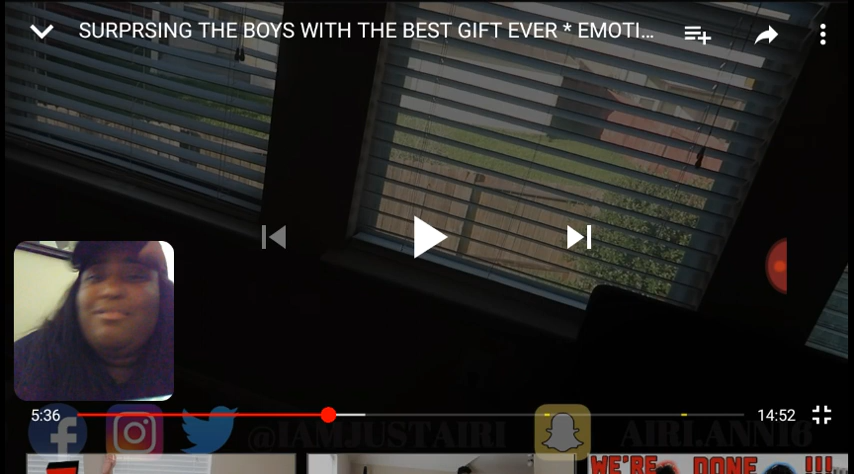 SURPRSING THE BOYS WITH THE BEST GIFT EVER * EMOTI...
5:36
14:52
@IAMJUSTAIRI
AIRI.ANN16
WE'RE DONE !!!